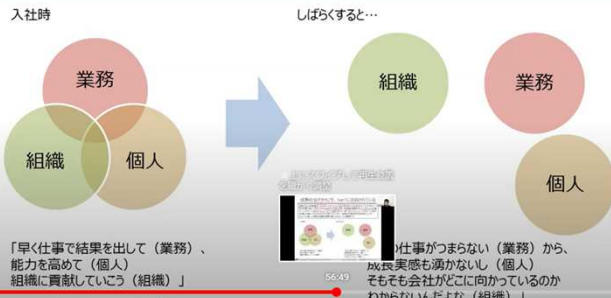 入社時
しばらくすると…
業務
組織
個人
組織
業務
個人
「早く仕事で結果を出して（業務）、
能力を高めて（個人）
組織に貢献していこう（組織）」
仕事がつまらない（業務）から、
成長実感も湧かないし（個人）
そもそも会社がどこに向かっているのか
わからないんだよな（組織）」
56:49